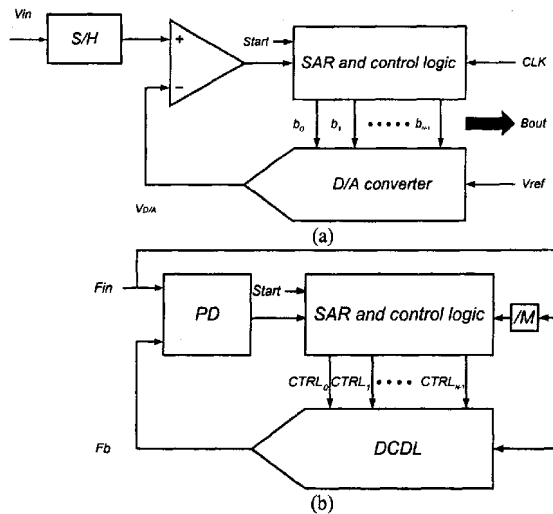 Vin
S/H
+
−
Start
SAR and control logic
CLK
b₀ b₁ ••••• bₙ₋₁
Bout
D/A converter
Vref
V_D/A
(a)
Fin
PD
Start
SAR and control logic
/M
CTRL₀ CTRL₁ •••• CTRLₙ₋₁
Fb
DCDL
(b)